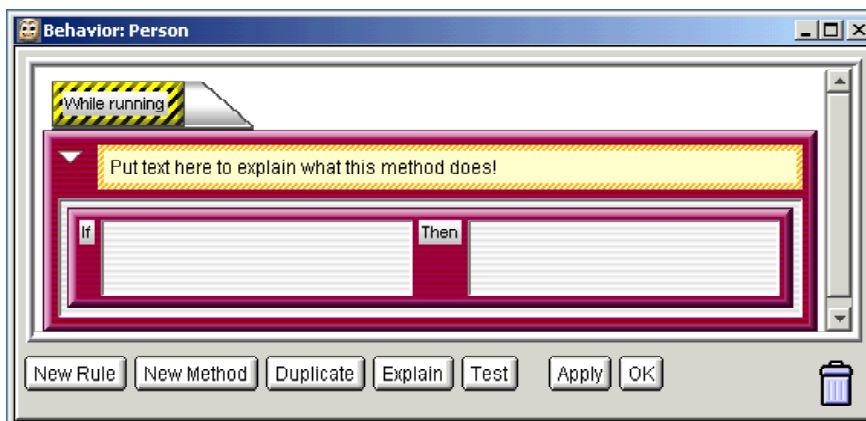 Behavior: Person
While running
Put text here to explain what this method does!
If Then
New Rule New Method Duplicate Explain Test Apply OK